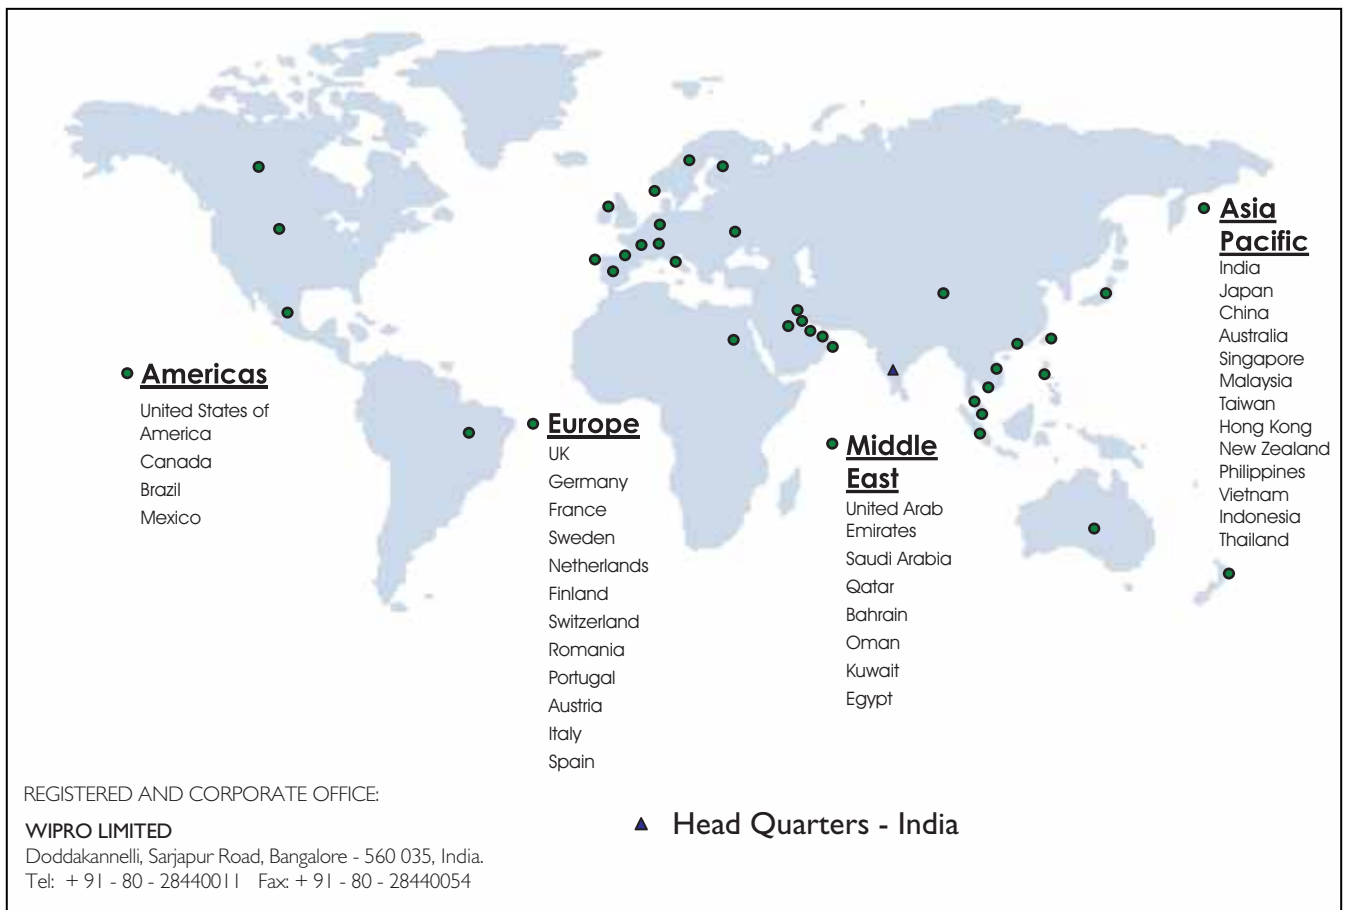 Americas
United States of
America
Canada
Brazil
Mexico
Europe
UK
Germany
France
Sweden
Netherlands
Finland
Switzerland
Romania
Portugal
Austria
Italy
Spain
Middle
East
United Arab
Emirates
Saudi Arabia
Qatar
Bahrain
Oman
Kuwait
Egypt
Asia
Pacific
India
Japan
China
Australia
Singapore
Malaysia
Taiwan
Hong Kong
New Zealand
Philippines
Vietnam
Indonesia
Thailand
REGISTERED AND CORPORATE OFFICE:
WIPRO LIMITED
Doddakannelli, Sarjapur Road, Bangalore - 560 035, India.
Tel: + 91 - 80 - 28440011 Fax: + 91 - 80 - 28440054
Head Quarters - India